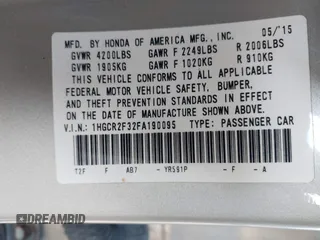 MFD. BY HONDA OF AMERICA MFG., INC. 05/15
GVWR 4200LBS GAWR F 2249LBS R 2006LBS
GVWR 1905KG GAWR F 1020KG R 910KG
THIS VEHICLE CONFORMS TO ALL APPLICABLE
FEDERAL MOTOR VEHICLE SAFETY, BUMPER,
AND THEFT PREVENTION STANDARDS IN EFFECT ON THE
DATE OF MANUFACTURE SHOWN ABOVE.
V.I.N.: 1HGCR2F32FA190095 TYPE: PASSENGER CAR
T2F F AB7 - YR591P - F - A
© DREAMBID